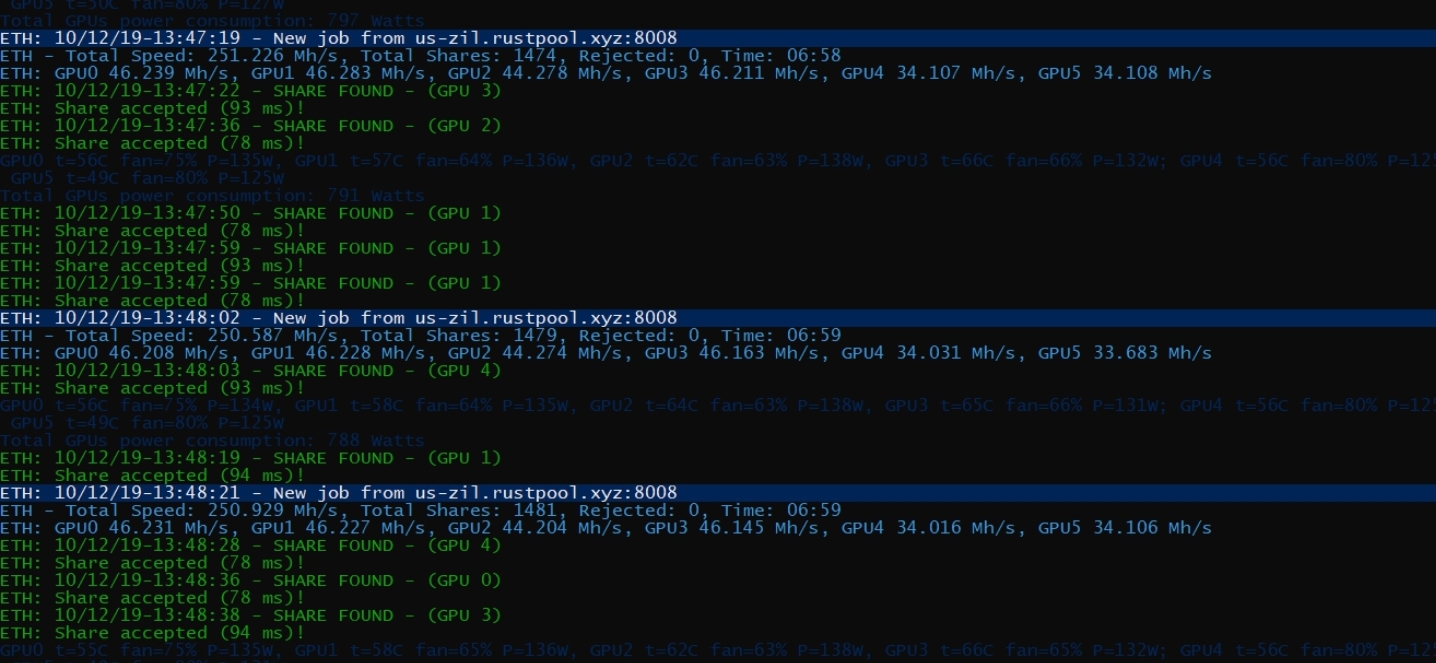 GPU5 t=50C fan=80% P=127W
Total GPUs power consumption: 797 Watts
ETH: 10/12/19-13:47:19 - New job from us-zil.rustpool.xyz:8008
ETH - Total Speed: 251.226 Mh/s, Total Shares: 1474, Rejected: 0, Time: 06:58
ETH: GPU0 46.239 Mh/s, GPU1 46.283 Mh/s, GPU2 44.278 Mh/s, GPU3 46.211 Mh/s, GPU4 34.107 Mh/s, GPU5 34.108 Mh/s
ETH: 10/12/19-13:47:22 - SHARE FOUND - (GPU 3)
ETH: Share accepted (93 ms)!
ETH: 10/12/19-13:47:36 - SHARE FOUND - (GPU 2)
ETH: Share accepted (78 ms)!
GPU0 t=56C fan=75% P=135W, GPU1 t=57C fan=64% P=136W, GPU2 t=62C fan=63% P=138W, GPU3 t=66C fan=66% P=132W; GPU4 t=56C fan=80% P=125
GPU5 t=49C fan=80% P=125W
Total GPUs power consumption: 791 Watts
ETH: 10/12/19-13:47:50 - SHARE FOUND - (GPU 1)
ETH: Share accepted (78 ms)!
ETH: 10/12/19-13:47:59 - SHARE FOUND - (GPU 1)
ETH: Share accepted (93 ms)!
ETH: 10/12/19-13:47:59 - SHARE FOUND - (GPU 1)
ETH: Share accepted (78 ms)!
ETH: 10/12/19-13:48:02 - New job from us-zil.rustpool.xyz:8008
ETH - Total Speed: 250.587 Mh/s, Total Shares: 1479, Rejected: 0, Time: 06:59
ETH: GPU0 46.208 Mh/s, GPU1 46.228 Mh/s, GPU2 44.274 Mh/s, GPU3 46.163 Mh/s, GPU4 34.031 Mh/s, GPU5 33.683 Mh/s
ETH: 10/12/19-13:48:03 - SHARE FOUND - (GPU 4)
ETH: Share accepted (93 ms)!
GPU0 t=56C fan=75% P=134W, GPU1 t=58C fan=64% P=135W, GPU2 t=64C fan=63% P=138W, GPU3 t=65C fan=66% P=131W; GPU4 t=56C fan=80% P=125
GPU5 t=49C fan=80% P=125W
Total GPUs power consumption: 788 Watts
ETH: 10/12/19-13:48:19 - SHARE FOUND - (GPU 1)
ETH: Share accepted (94 ms)!
ETH: 10/12/19-13:48:21 - New job from us-zil.rustpool.xyz:8008
ETH - Total Speed: 250.929 Mh/s, Total Shares: 1481, Rejected: 0, Time: 06:59
ETH: GPU0 46.231 Mh/s, GPU1 46.227 Mh/s, GPU2 44.204 Mh/s, GPU3 46.145 Mh/s, GPU4 34.016 Mh/s, GPU5 34.106 Mh/s
ETH: 10/12/19-13:48:28 - SHARE FOUND - (GPU 4)
ETH: Share accepted (78 ms)!
ETH: 10/12/19-13:48:36 - SHARE FOUND - (GPU 0)
ETH: Share accepted (78 ms)!
ETH: 10/12/19-13:48:38 - SHARE FOUND - (GPU 3)
ETH: Share accepted (94 ms)!
GPU0 t=55C fan=75% P=135W, GPU1 t=58C fan=65% P=136W, GPU2 t=62C fan=63% P=138W, GPU3 t=66C fan=65% P=132W; GPU4 t=56C fan=80%